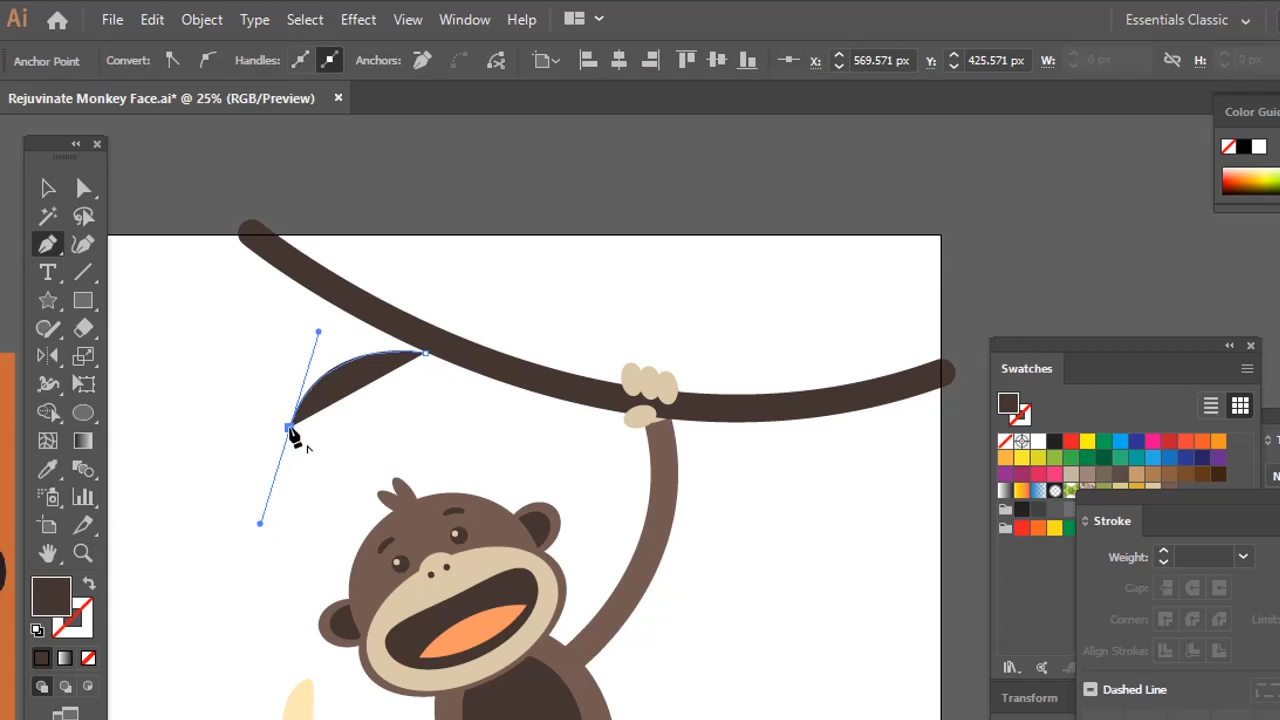 Ai File Edit Object Type Select Effect View Window Help Essentials Classic
Anchor Point Convert: Handles: Anchors: X: 569.571 px Y: 425.571 px W: 0 px H: 0 px
Rejuvinate Monkey Face.ai* @ 25% (RGB/Preview)
Color Guid
Swatches
Stroke
Weight:
Cap:
Corner: Limit
Align Stroke:
Dashed Line
Transform